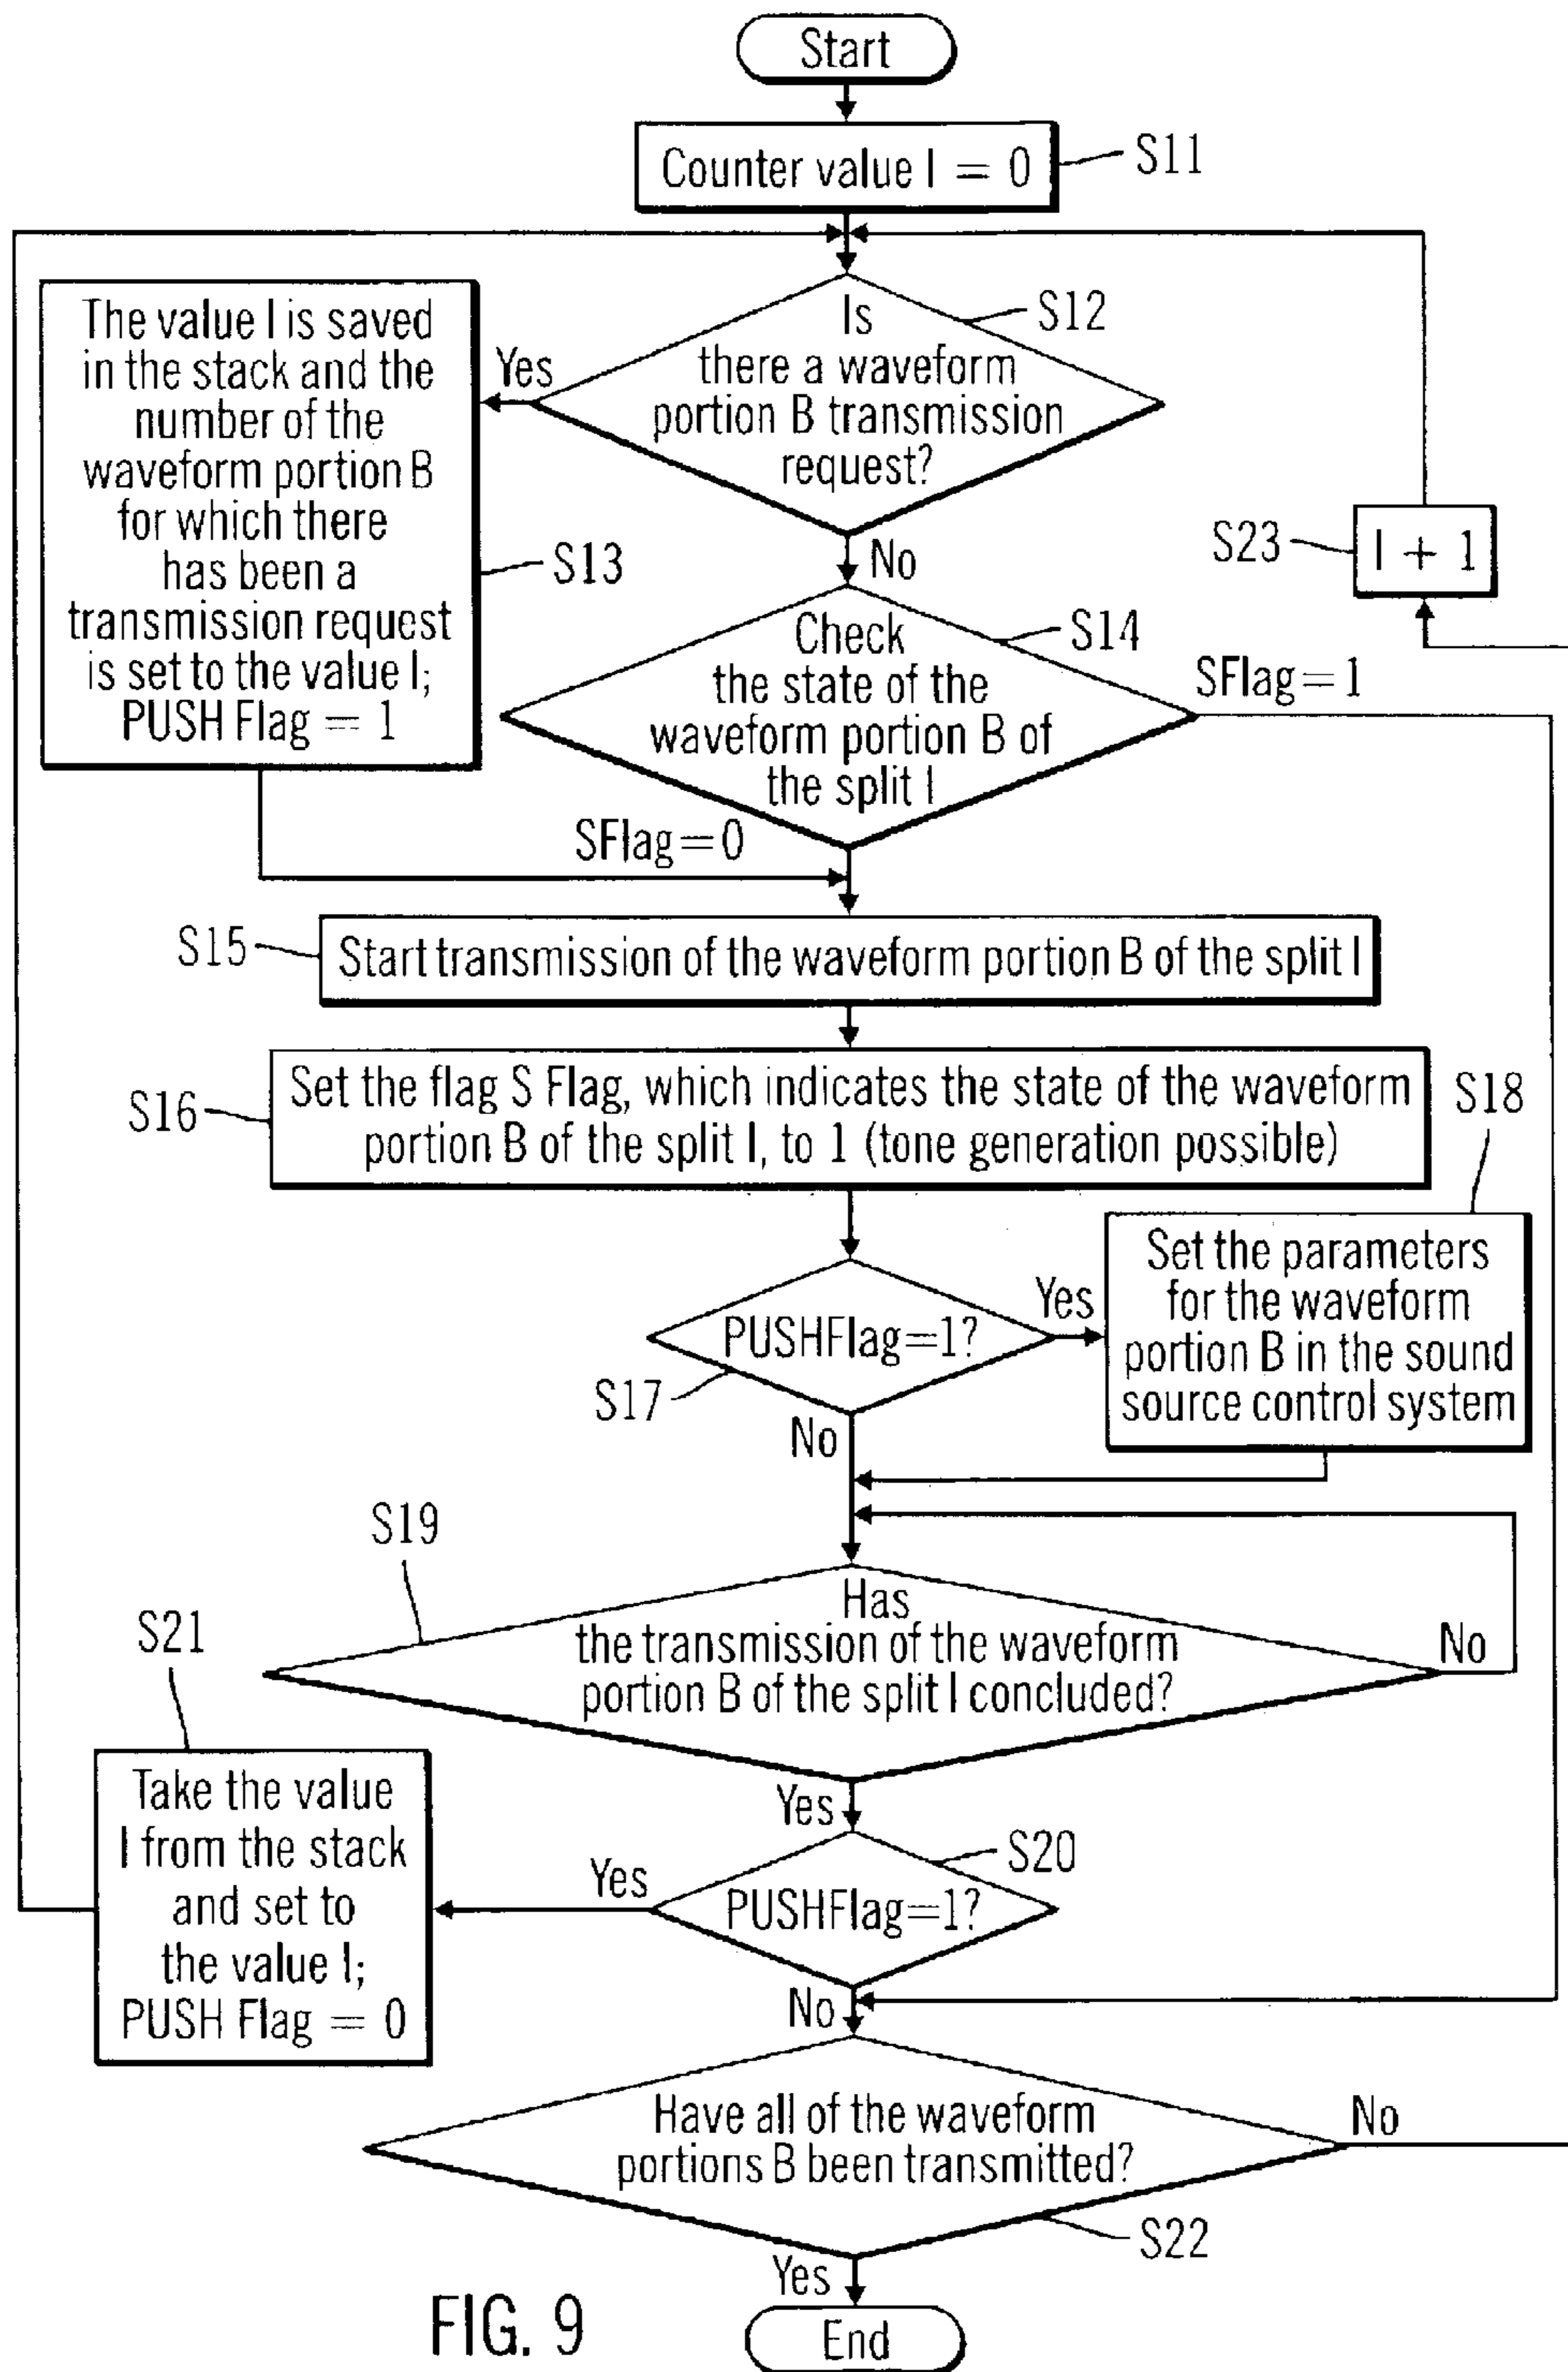 Start
Counter value I = 0
S11
Is
there a waveform
portion B transmission
request?
S12
Yes
No
The value I is saved
in the stack and the
number of the
waveform portion B
for which there
has been a
transmission request
is set to the value I;
PUSH Flag = 1
S13
S23
I + 1
Check
the state of the
waveform portion B of
the split I
S14
SFlag=1
SFlag=0
S15
Start transmission of the waveform portion B of the split I
S16
Set the flag S Flag, which indicates the state of the waveform
portion B of the split I, to 1 (tone generation possible)
S18
PUSHFlag=1?
Yes
S17
No
Set the parameters
for the waveform
portion B in the sound
source control system
S19
Has
the transmission of the waveform
portion B of the split I concluded?
No
Yes
S21
Take the value
I from the stack
and set to
the value I;
PUSH Flag = 0
S20
PUSHFlag=1?
Yes
No
Have all of the waveform
portions B been transmitted?
No
S22
Yes
End
FIG. 9